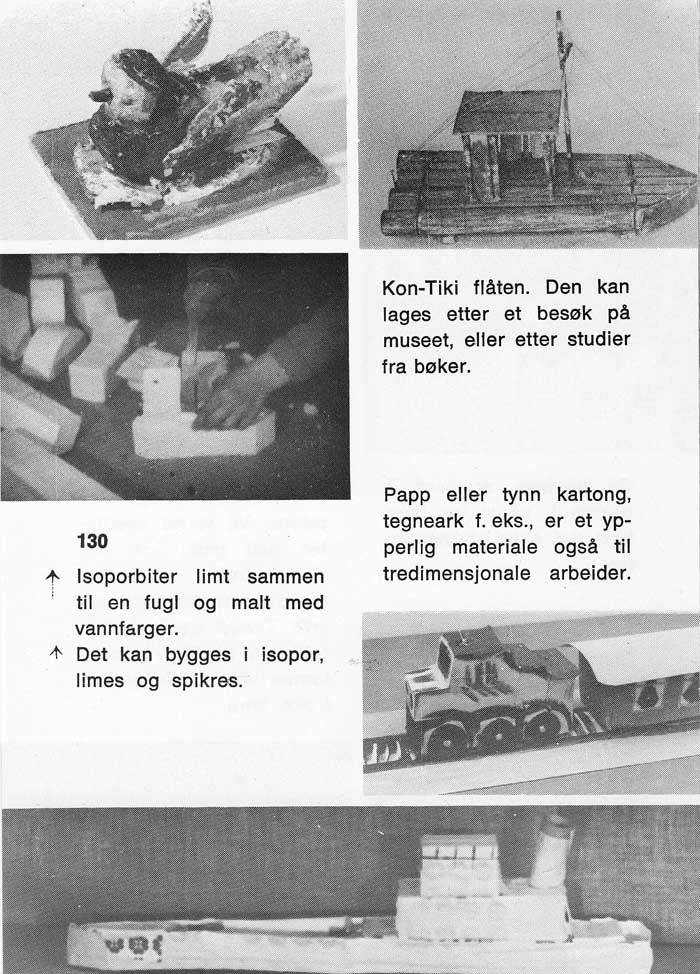 Kon-Tiki flåten. Den kan
lages etter et besøk på
museet, eller etter studier
fra bøker.
Papp eller tynn kartong,
tegneark f. eks., er et yp-
perlig materiale også til
tredimensjonale arbeider.
130
↑ Isoporbiter limt sammen
til en fugl og malt med
vannfarger.
↑ Det kan bygges i isopor,
limes og spikres.